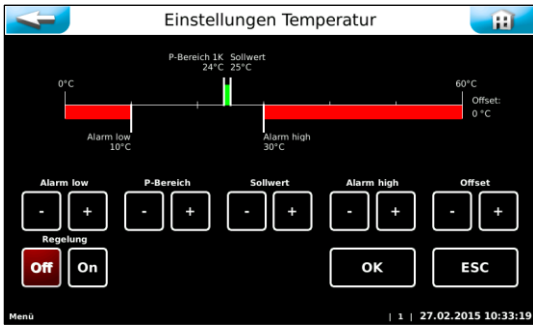 Einstellungen Temperatur
P-Bereich 1K Sollwert
24°C 25°C
0°C 60°C
Offset:
0 °C
Alarm low Alarm high
10°C 30°C
Alarm low P-Bereich Sollwert Alarm high Offset
- + - + - + - + - +
Regelung
Off On OK ESC
Menü | 1 | 27.02.2015 10:33:19